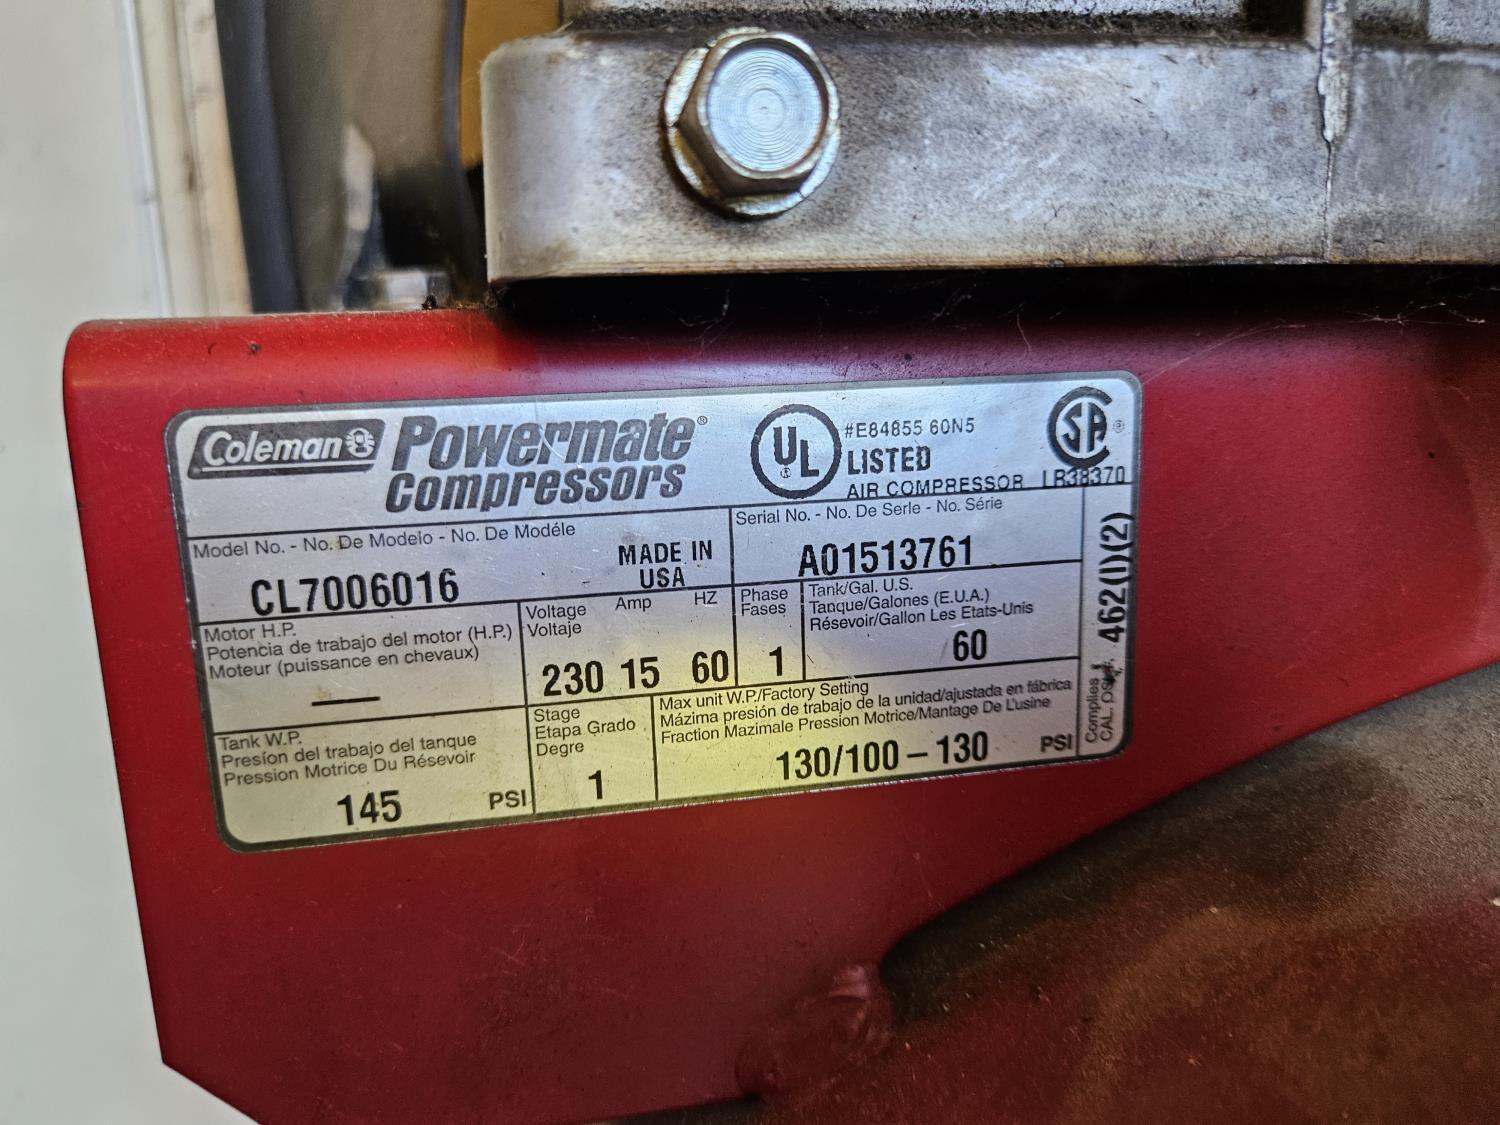 Coleman Powermate®
Compressors
UL® #E84855 60N5
LISTED
AIR COMPRESSOR
SA® LR38370
Model No. - No. De Modelo - No. De Modéle
MADE IN
USA
CL7006016
Serial No. - No. De Serle - No. Série
A01513761
Motor H.P.
Potencia de trabajo del motor (H.P.)
Moteur (puissance en chevaux)
—
Voltage Amp HZ
Voltaje
230 15 60
Phase
Fases
1
Tank/Gal. U.S.
Tanque/Galones (E.U.A.)
Résevoir/Gallon Les Etats-Unis
60
Tank W.P.
Presion del trabajo del tanque
Pression Motrice Du Résevoir
145 PSI
Stage
Etapa Grado
Degre
1
Max unit W.P./Factory Setting
Mázima presión de trabajo de la unidad/ajustada en fábrica
Fraction Mazimale Pression Motrice/Mantage De L'usine
130/100 – 130 PSI
Complies
CAL. 462(l)(2)